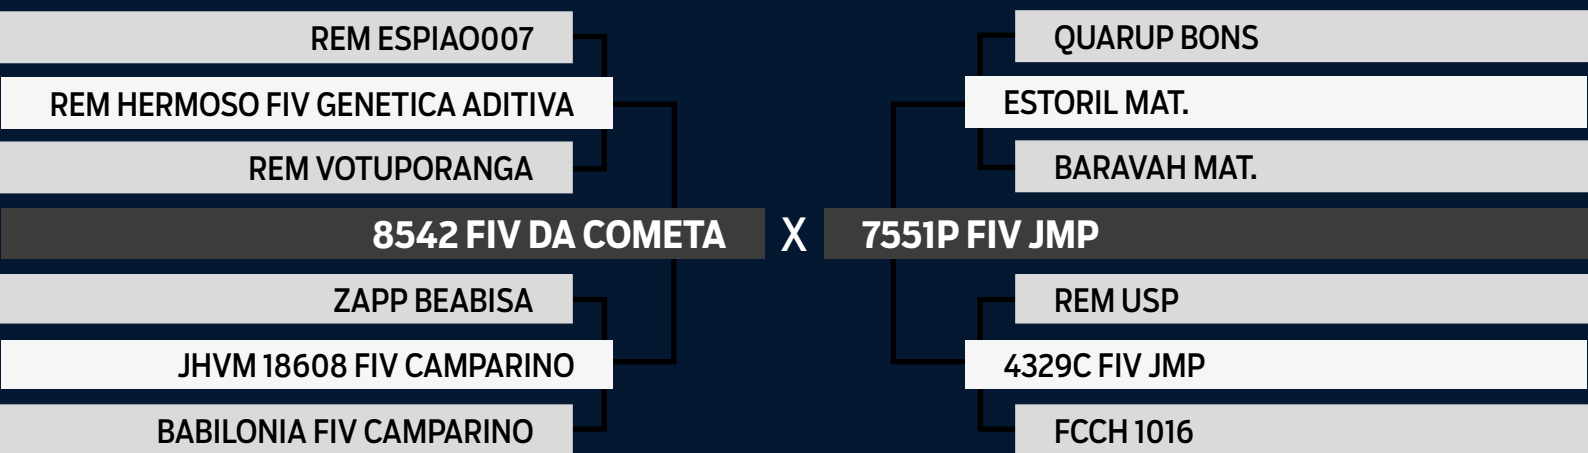 REM ESPIAO007
QUARUP BONS
REM HERMOSO FIV GENETICA ADITIVA
ESTORIL MAT.
REM VOTUPORANGA
BARAVAH MAT.
8542 FIV DA COMETA X 7551P FIV JMP
ZAPP BEABISA
REM USP
JHVM 18608 FIV CAMPARINO
4329C FIV JMP
BABILONIA FIV CAMPARINO
FCCH 1016